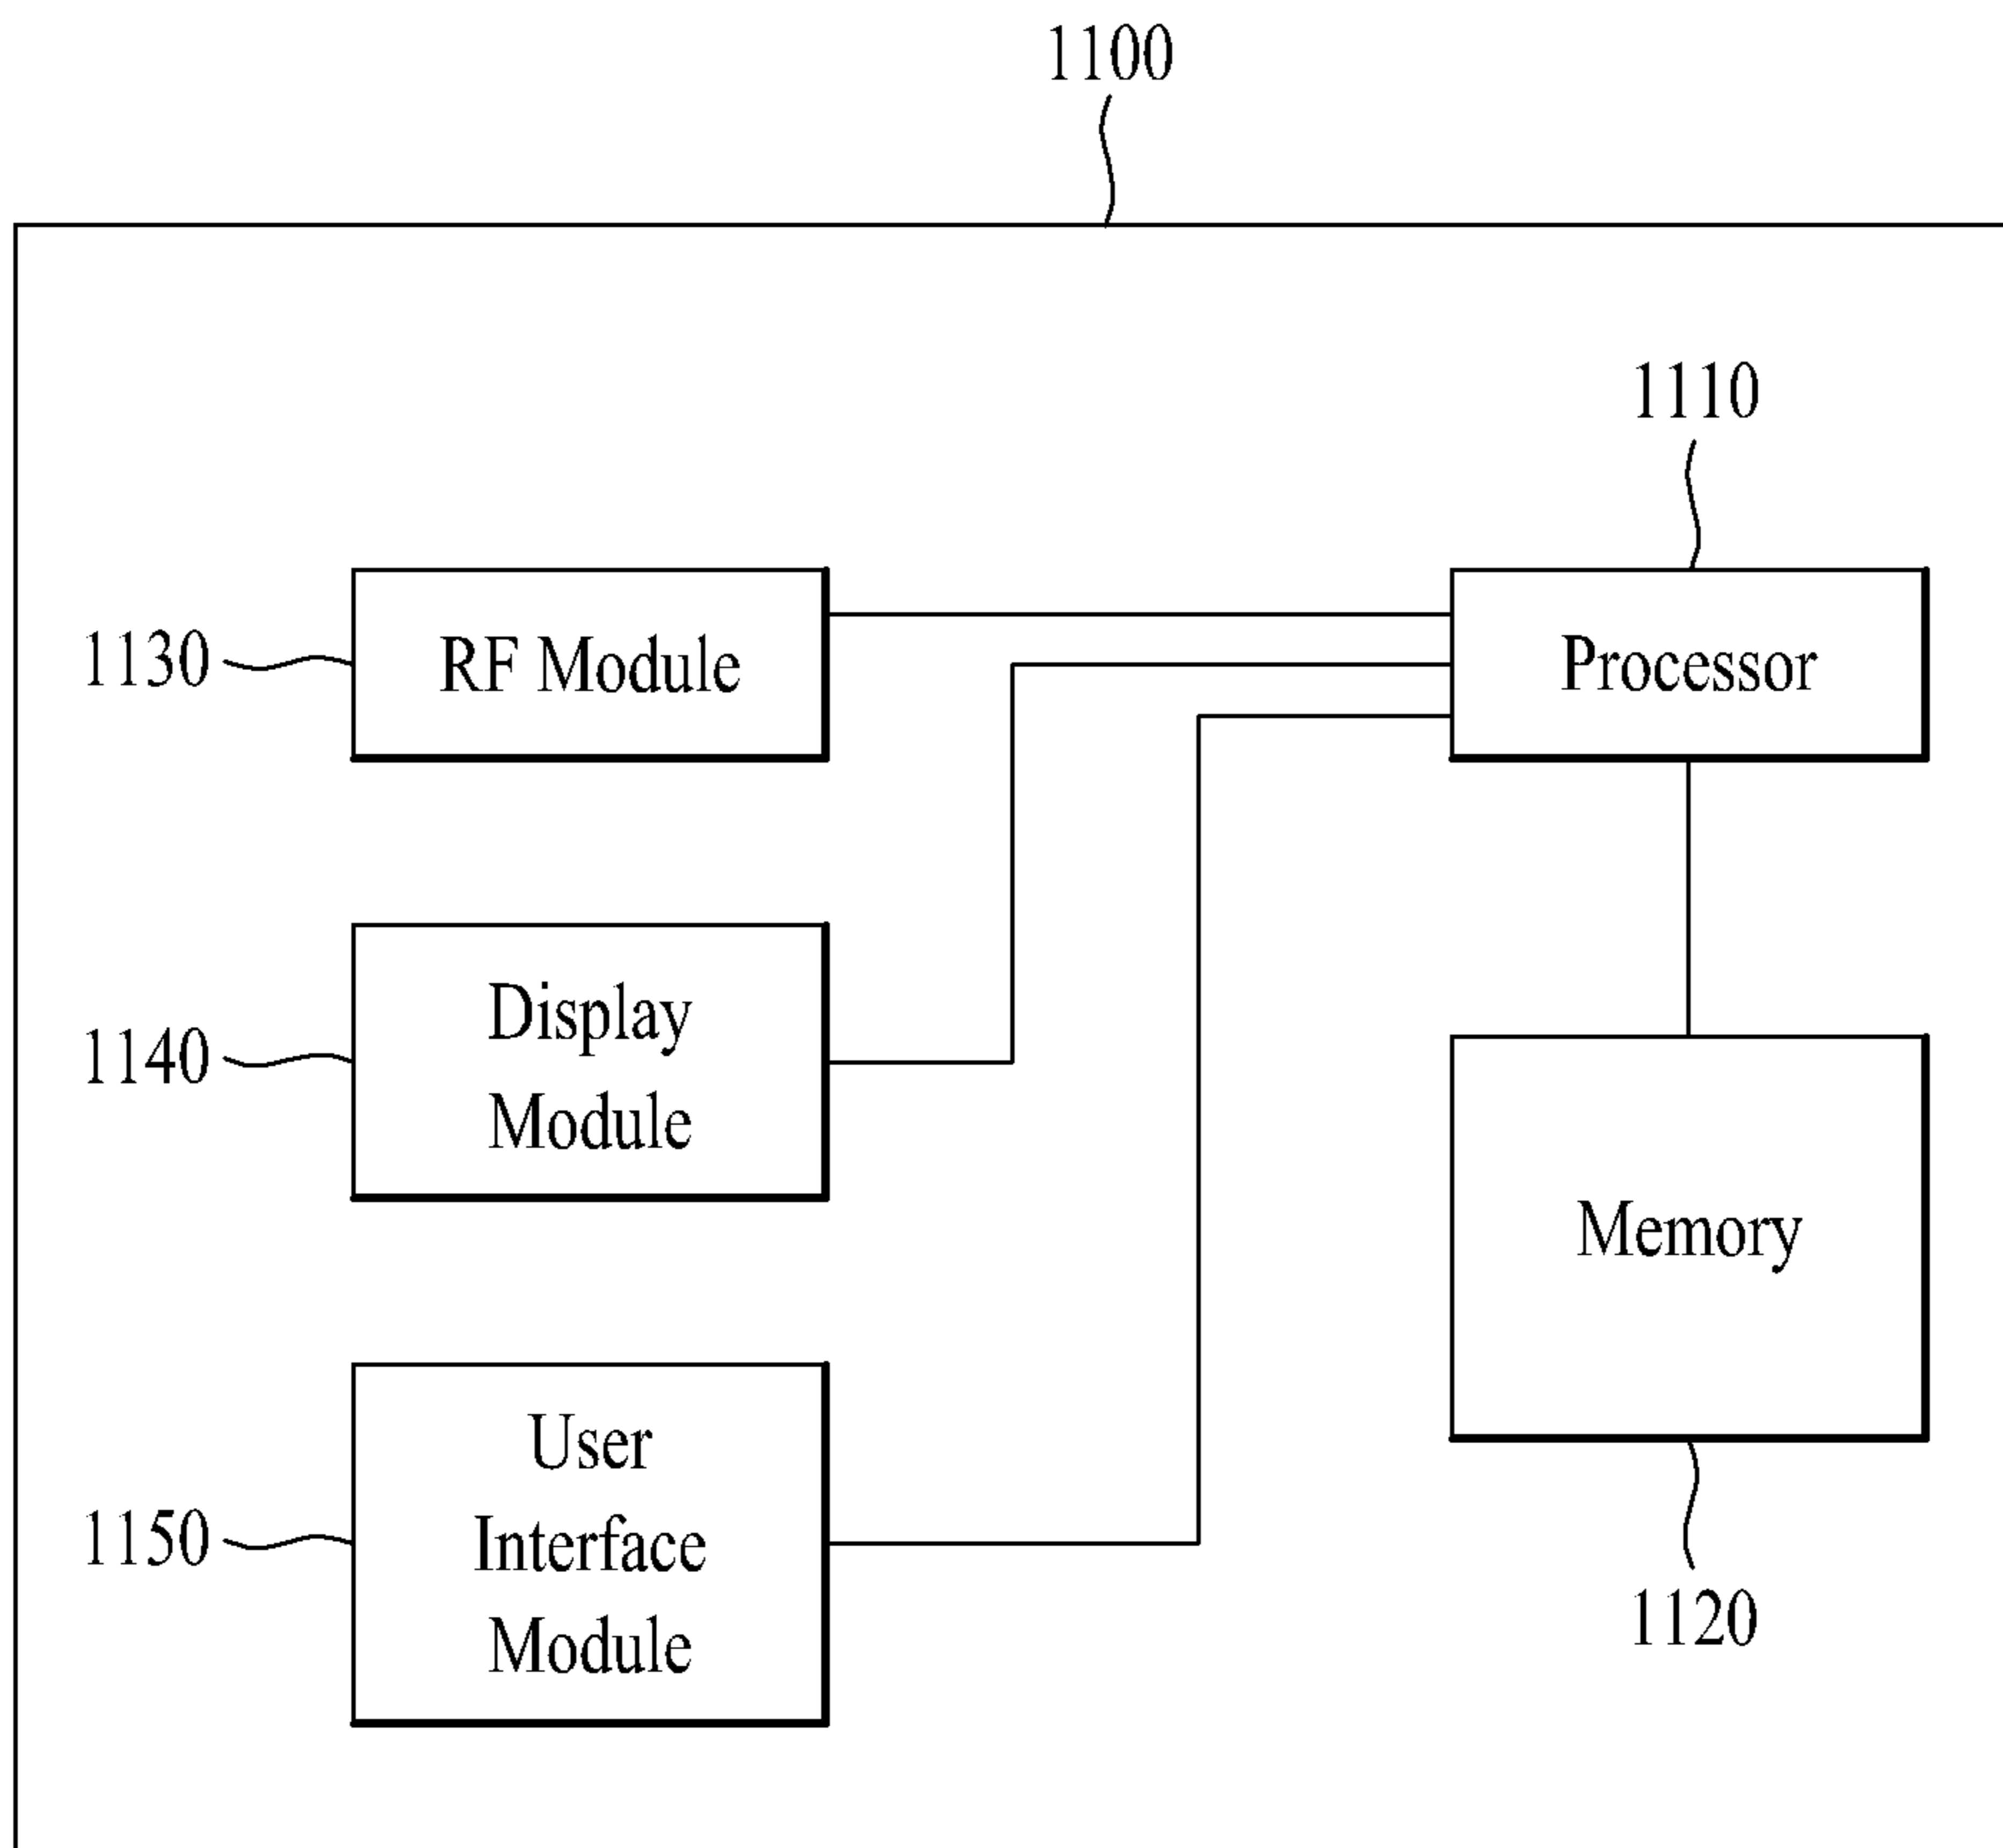 1100
1110
1130
RF Module
Processor
1140
Display
Module
Memory
1150
User
Interface
Module
1120